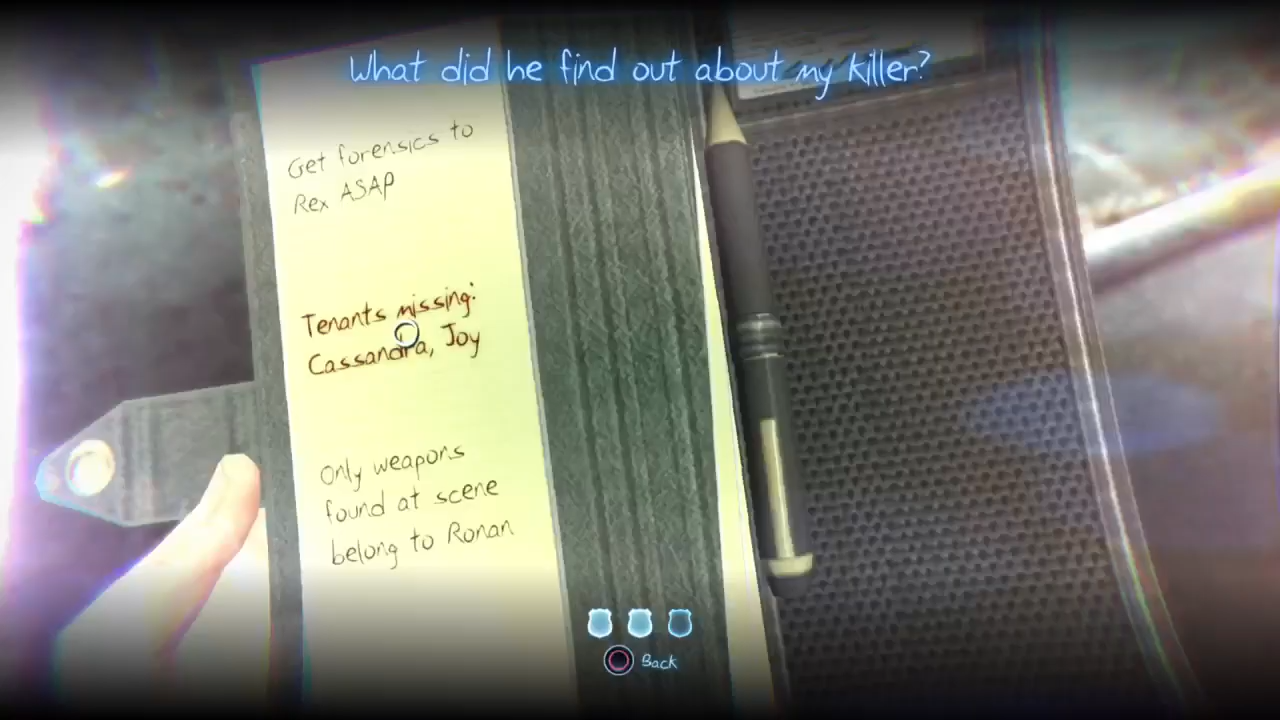 What did he find out about my killer?
Get forensics to
Rex ASAP
Tenants missing:
Cassandra, Joy
Only weapons
found at scene
belong to Ronan
Back